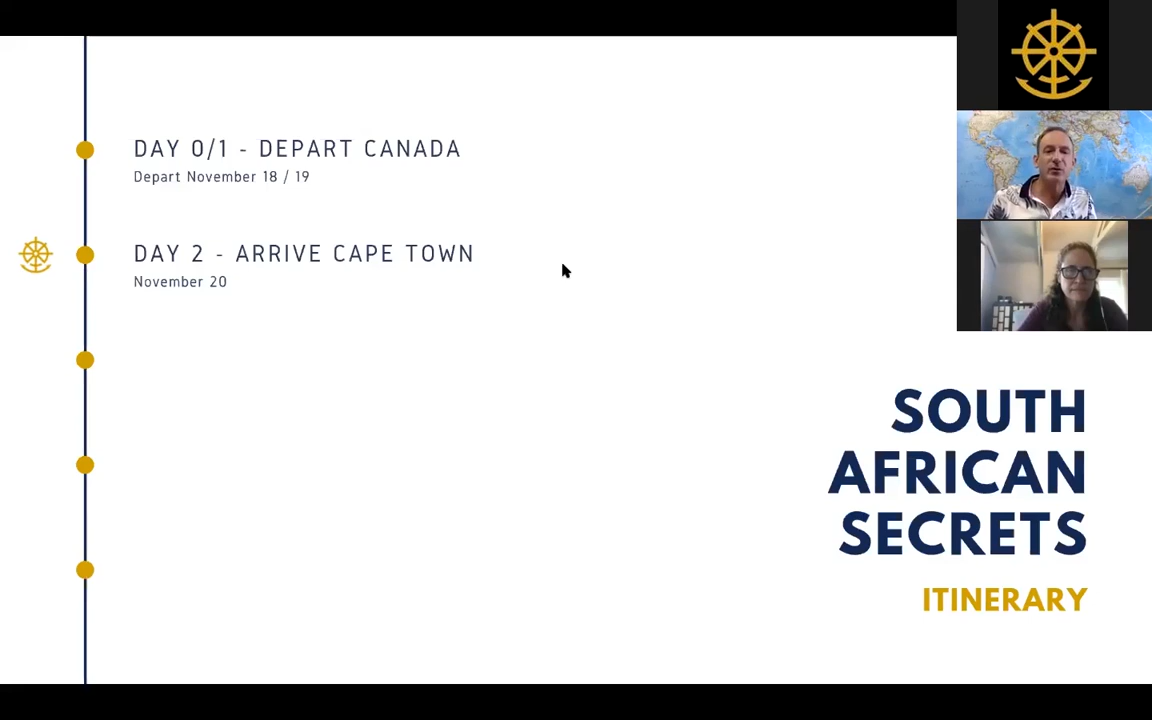 DAY 0/1 - DEPART CANADA
Depart November 18 / 19
DAY 2 - ARRIVE CAPE TOWN
November 20
SOUTH
AFRICAN
SECRETS
ITINERARY